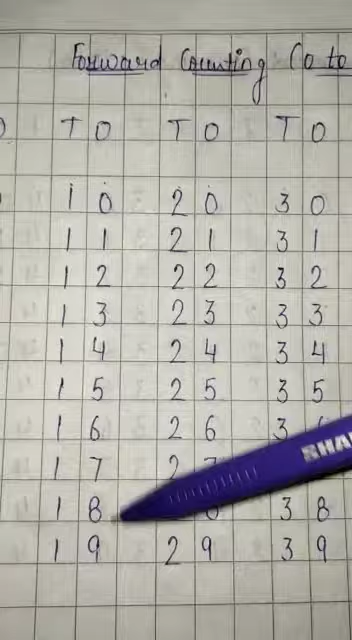 Forward Counting (0 to
O T O T O T O
1 0 2 0 3 0
1 1 2 1 3 1
1 2 2 2 3 2
1 3 2 3 3 3
1 4 2 4 3 4
1 5 2 5 3 5
1 6 2 6 3
1 7 2
1 8 3 8
1 9 2 9 3 9